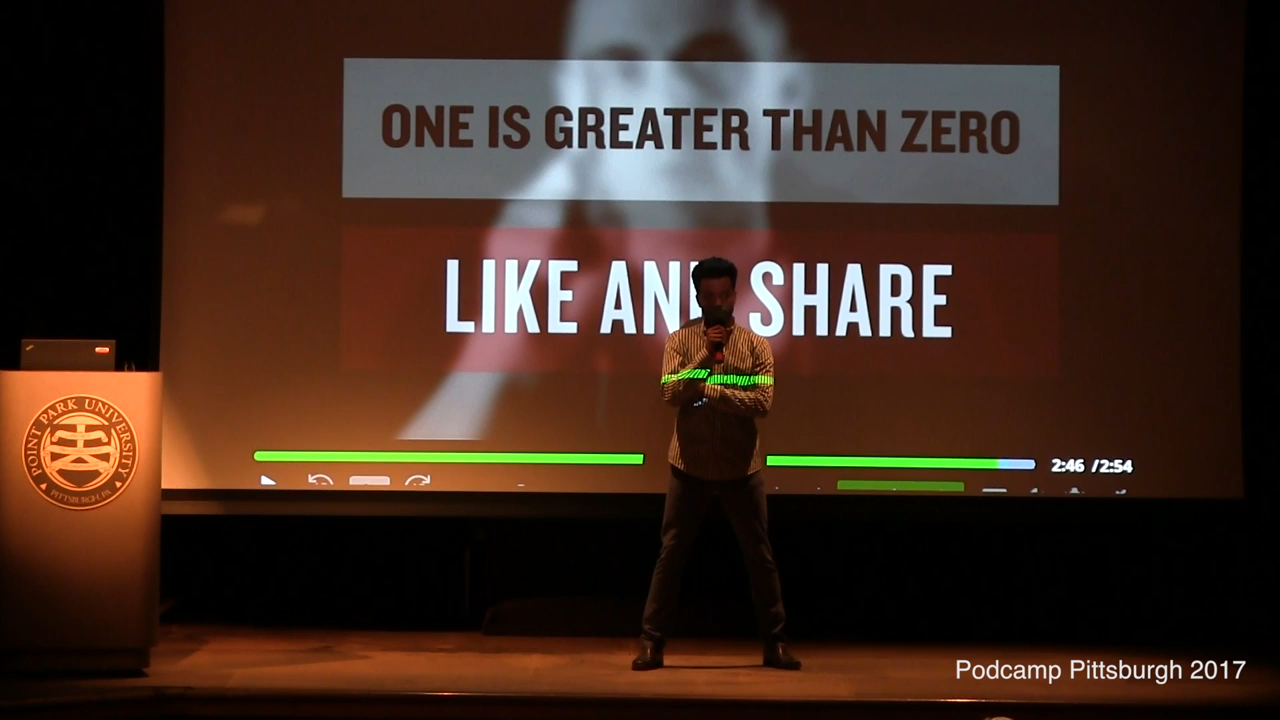 ONE IS GREATER THAN ZERO
LIKE AND SHARE
2:46 /2:54
POINT PARK UNIVERSITY
PITTSBURGH, PA
Podcamp Pittsburgh 2017